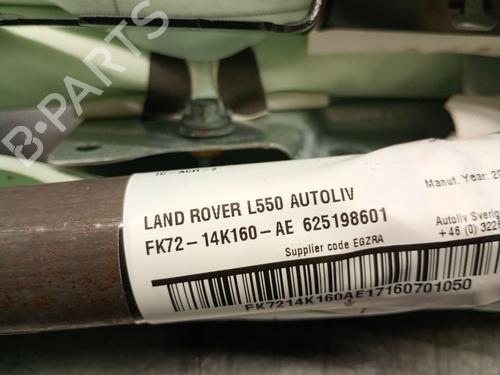 B-PARTS
Manuf. Year: 20
LAND ROVER L550 AUTOLIV
FK72-14K160-AE 625198601
Supplier code EGZRA
Autoliv Sverig
+46 (0) 322
FK7214K160AE17160701050